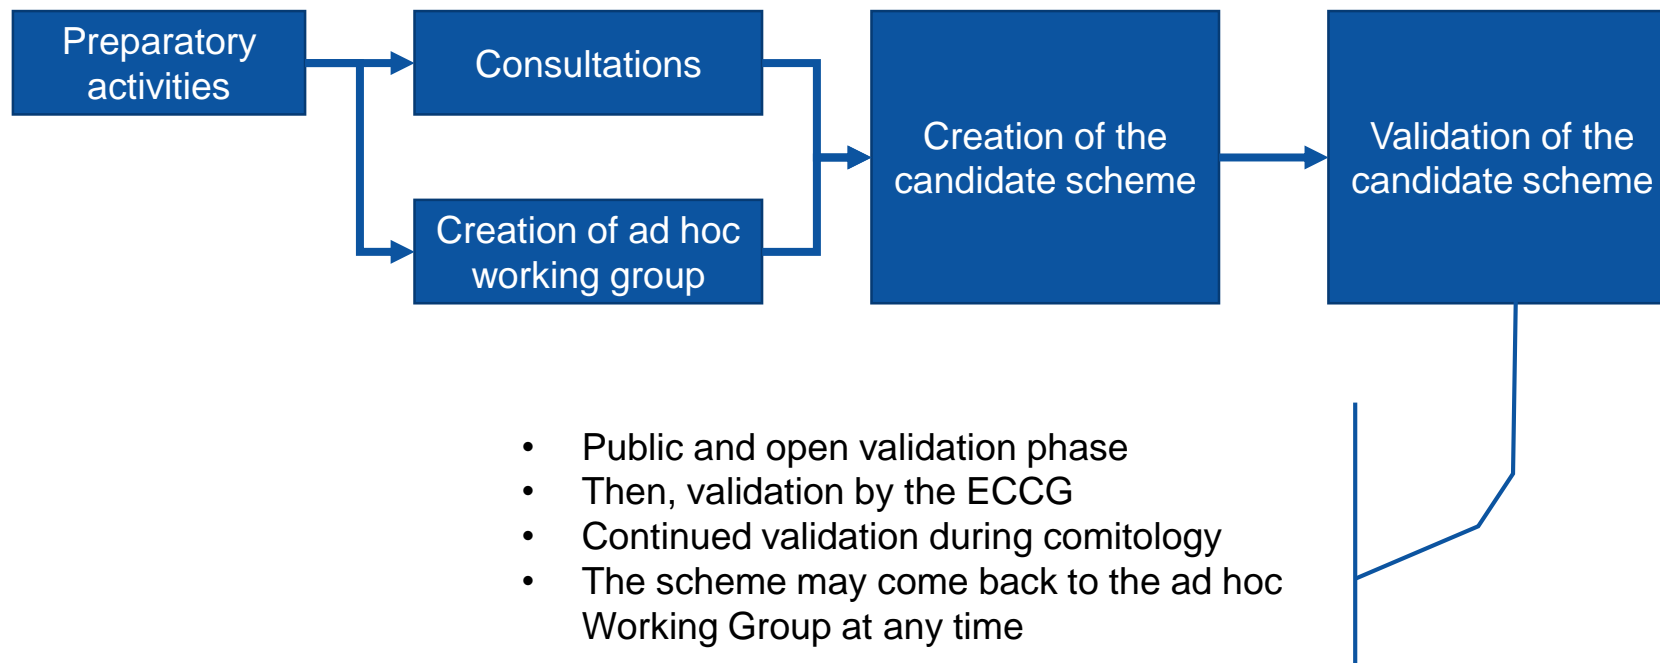 Preparatory
activities
Consultations
Creation of ad hoc
working group
Creation of the
candidate scheme
Validation of the
candidate scheme
• Public and open validation phase
• Then, validation by the ECCG
• Continued validation during comitology
• The scheme may come back to the ad hoc
Working Group at any time